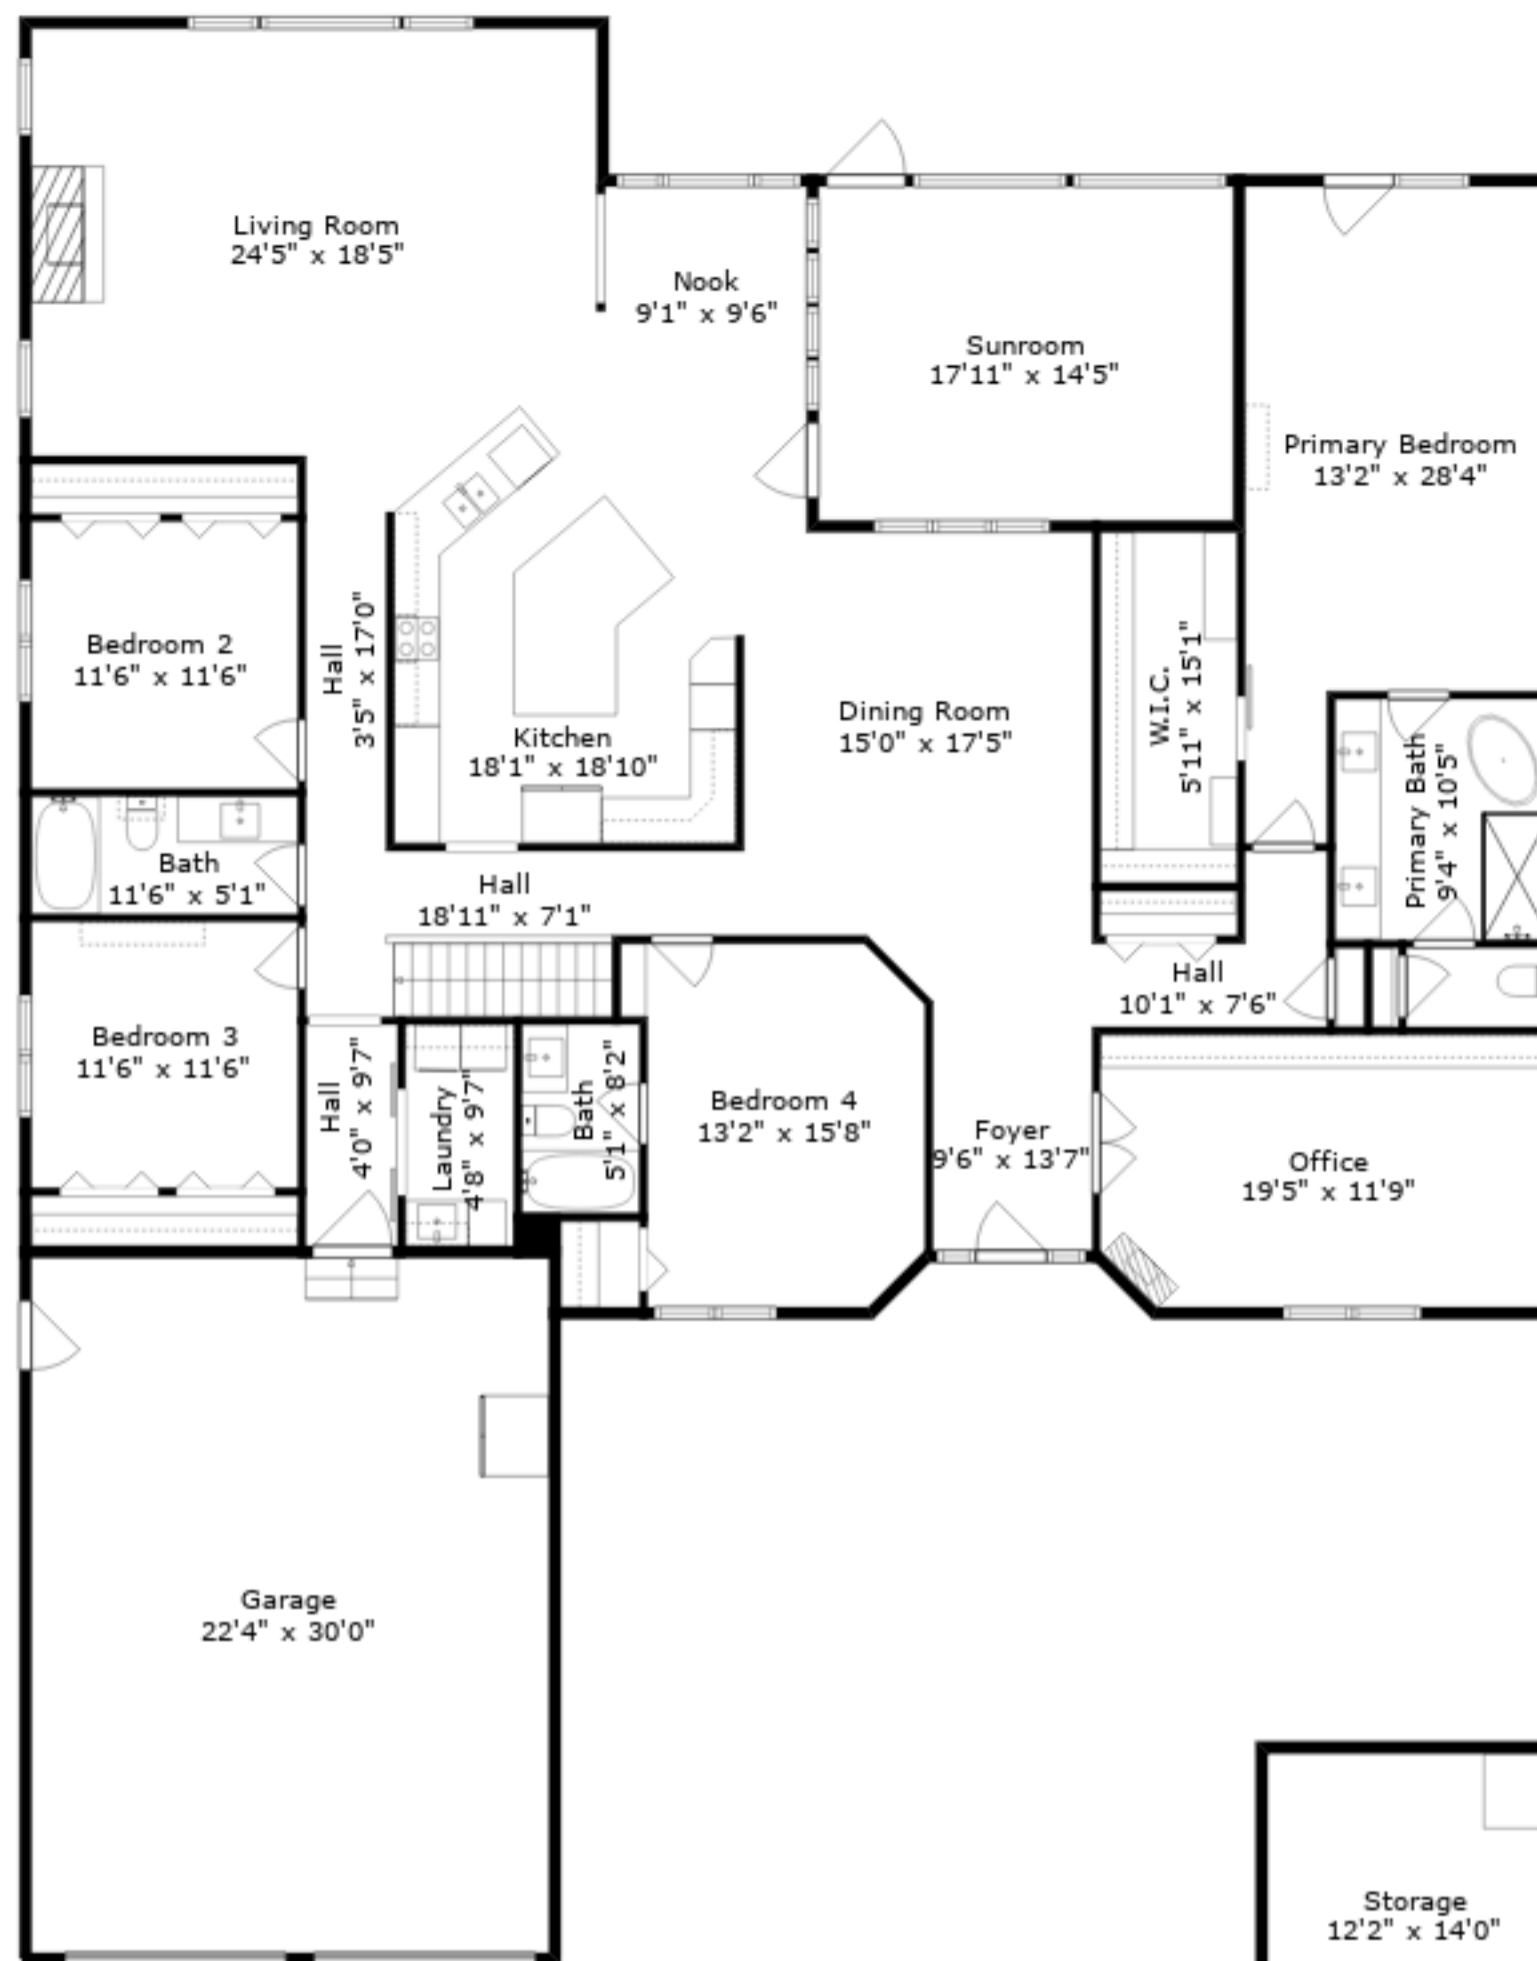 Living Room
24'5" x 18'5"
Nook
9'1" x 9'6"
Sunroom
17'11" x 14'5"
Primary Bedroom
13'2" x 28'4"
Bedroom 2
11'6" x 11'6"
Hall
3'5" x 17'0"
Kitchen
18'1" x 18'10"
Dining Room
15'0" x 17'5"
W.I.C.
5'11" x 15'1"
Primary Bath
9'4" x 10'5"
Bath
11'6" x 5'1"
Hall
18'11" x 7'1"
Hall
10'1" x 7'6"
Bedroom 3
11'6" x 11'6"
Hall
4'0" x 9'7"
Laundry
4'8" x 9'7"
Bath
5'1" x 8'2"
Bedroom 4
13'2" x 15'8"
Foyer
9'6" x 13'7"
Office
19'5" x 11'9"
Garage
22'4" x 30'0"
Storage
12'2" x 14'0"